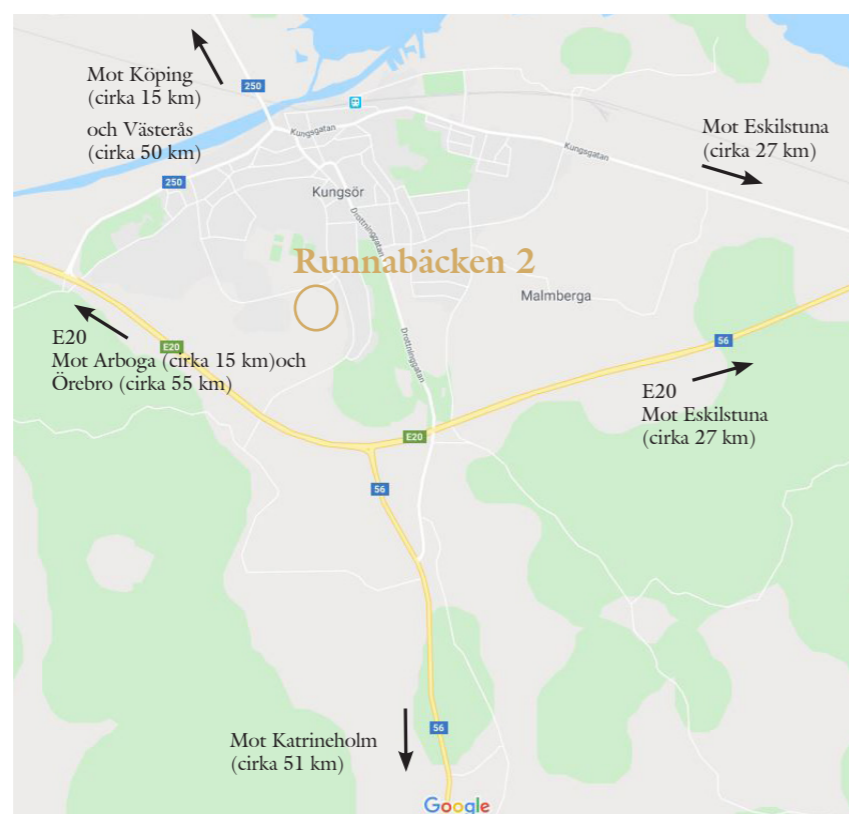 Mot Köping
(cirka 15 km)
och Västerås
(cirka 50 km)
250
Kungsgatan
Mot Eskilstuna
(cirka 27 km)
Kungsgatan
250
Kungsör
Drottninggatan
Runnabäcken 2
Malmberga
E20
Mot Arboga (cirka 15 km)och
Örebro (cirka 55 km)
E20
Drottninggatan
56
E20
Mot Eskilstuna
(cirka 27 km)
E20
56
Mot Katrineholm
(cirka 51 km)
56
Google